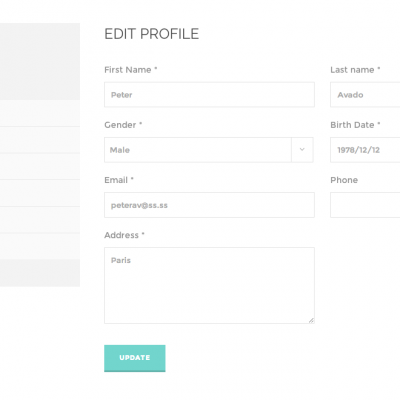 EDIT PROFILE
First Name * Last name *
Peter Avado
Gender * Birth Date *
Male 1978/12/12
Email * Phone
peterav@ss.ss
Address *
Paris
UPDATE